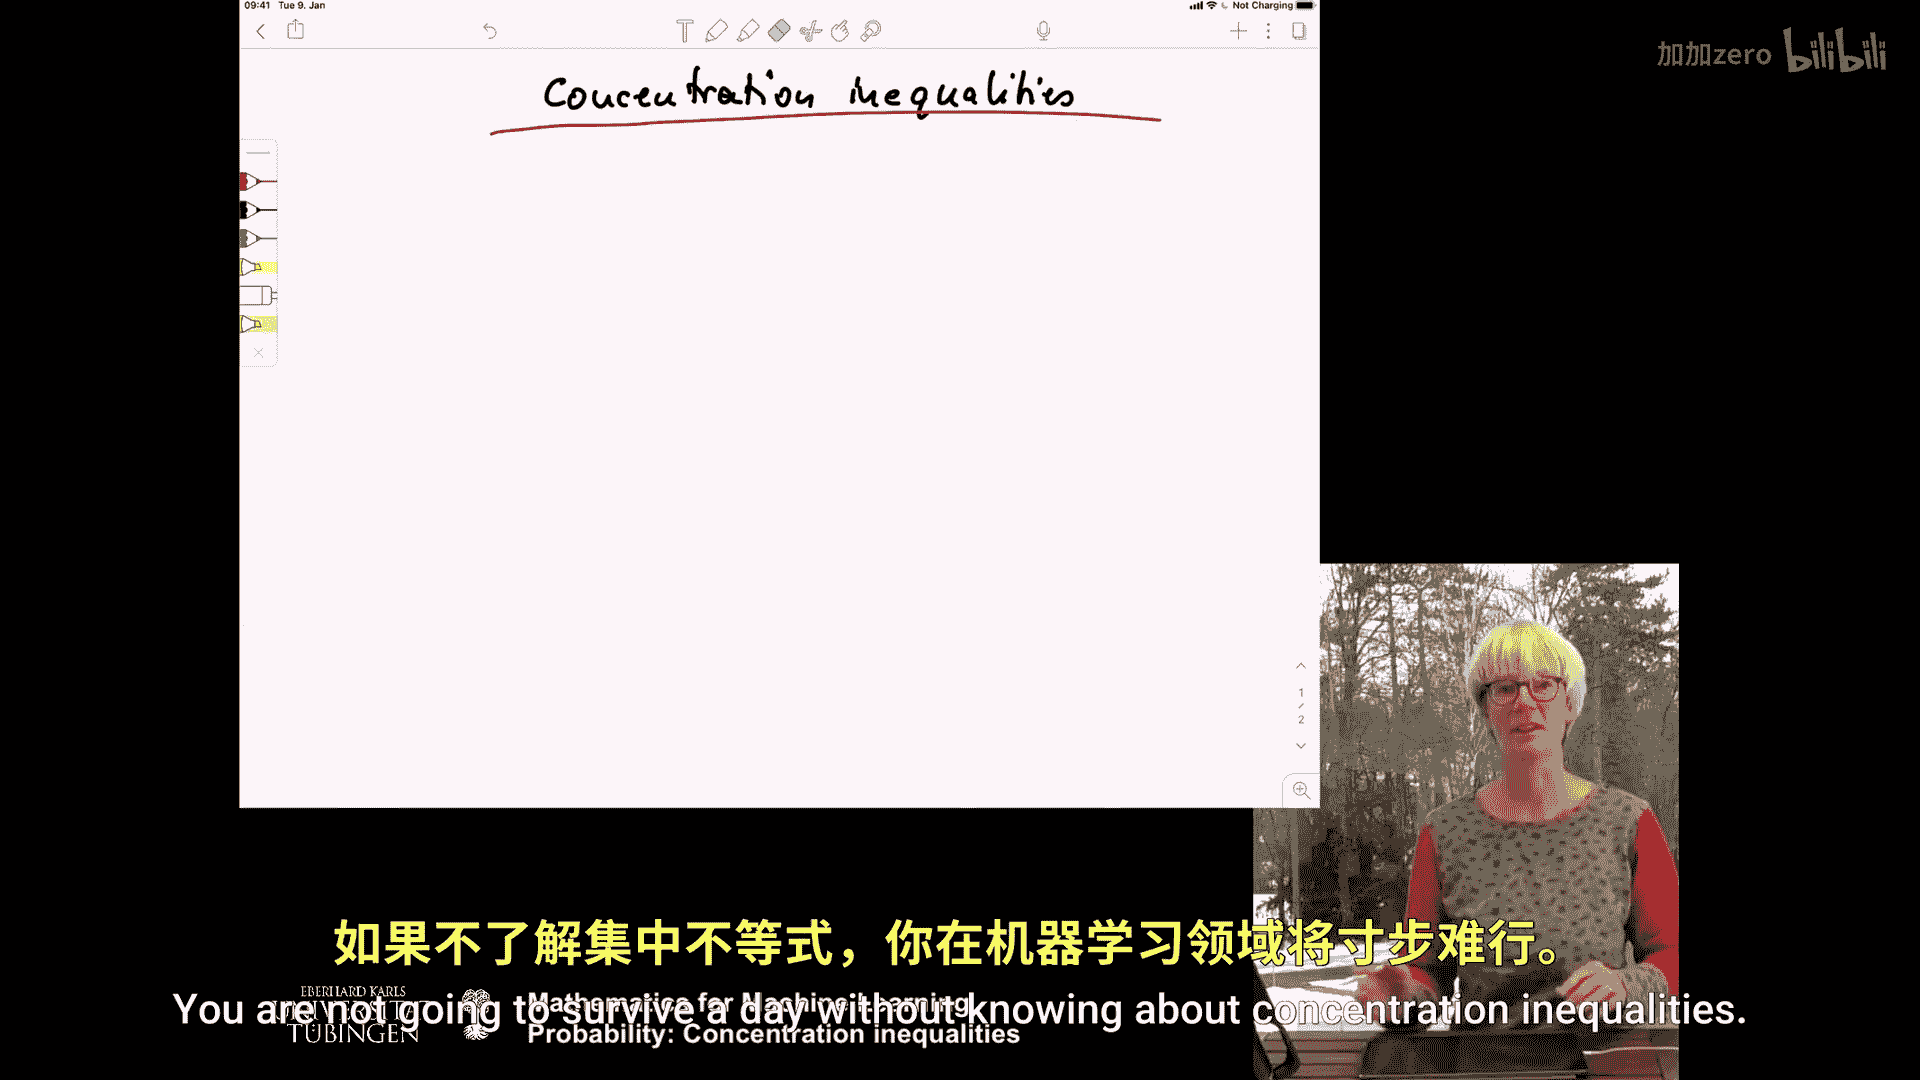 09:41 Tue 9. Jan Not Charging
加加zero bilibili
Concentration inequalities
1
2
如果不了解集中不等式，你在机器学习领域将寸步难行。
You are not going to survive a day without knowing about concentration inequalities.
EBERHARD KARLS
UNIVERSITÄT
TÜBINGEN
Mathematics for Machine Learning
Probability: Concentration inequalities